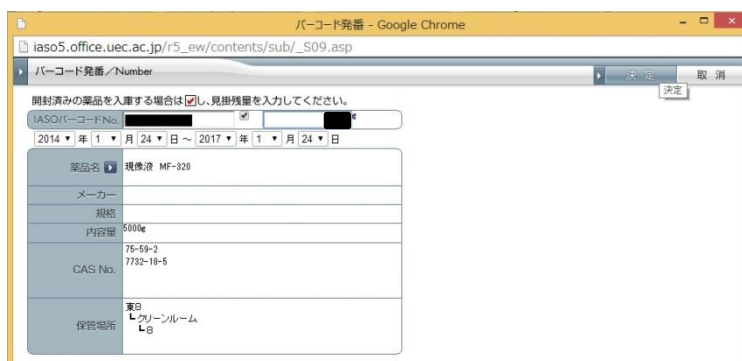 バーコード発番 - Google Chrome
iaso5.office.uec.ac.jp/r5_ew/contents/sub/_S09.asp
バーコード発番／Number
決 定
取 消
決定
開封済みの薬品を入庫する場合は し、見掛残量を入力してください。
IASOバーコードNo. g
2014 年 1 月 24 日 ～ 2017 年 1 月 24 日
薬品名 現像液 MF-320
メーカー
規格
内容量 5000g
CAS No. 75-59-2
7732-18-5
保管場所 東8
┗クリーンルーム
┗8